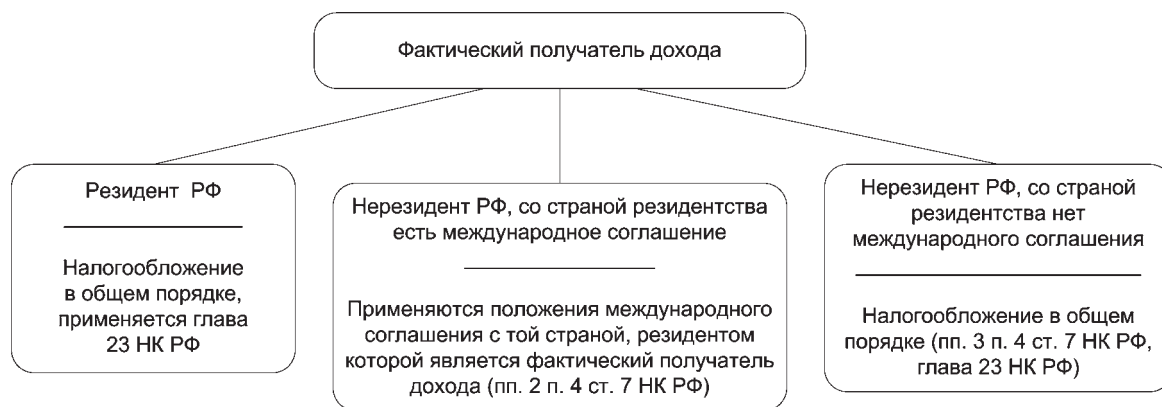 Фактический получатель дохода
Резидент РФ
Налогообложение
в общем порядке,
применяется глава
23 НК РФ
Нерезидент РФ, со страной резидентства
есть международное соглашение
Применяются положения международного
соглашения с той страной, резидентом
которой является фактический получатель
дохода (пп. 2 п. 4 ст. 7 НК РФ)
Нерезидент РФ, со страной
резидентства нет
международного соглашения
Налогообложение в общем
порядке (пп. 3 п. 4 ст. 7 НК РФ,
глава 23 НК РФ)